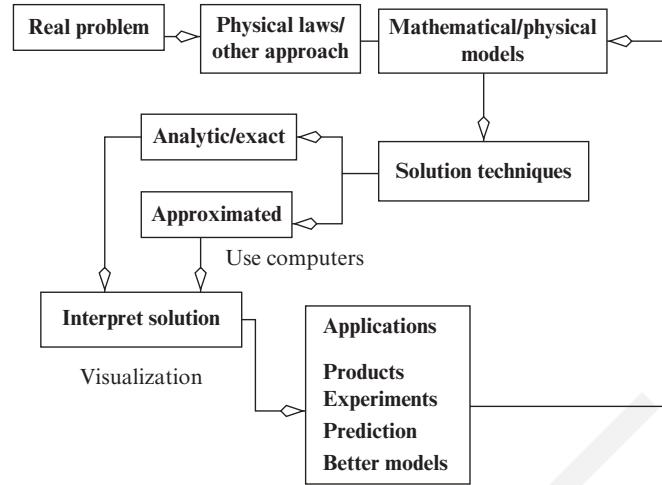 Real problem
Physical laws/
other approach
Mathematical/physical
models
Analytic/exact
Solution techniques
Approximated
Use computers
Interpret solution
Visualization
Applications
Products
Experiments
Prediction
Better models